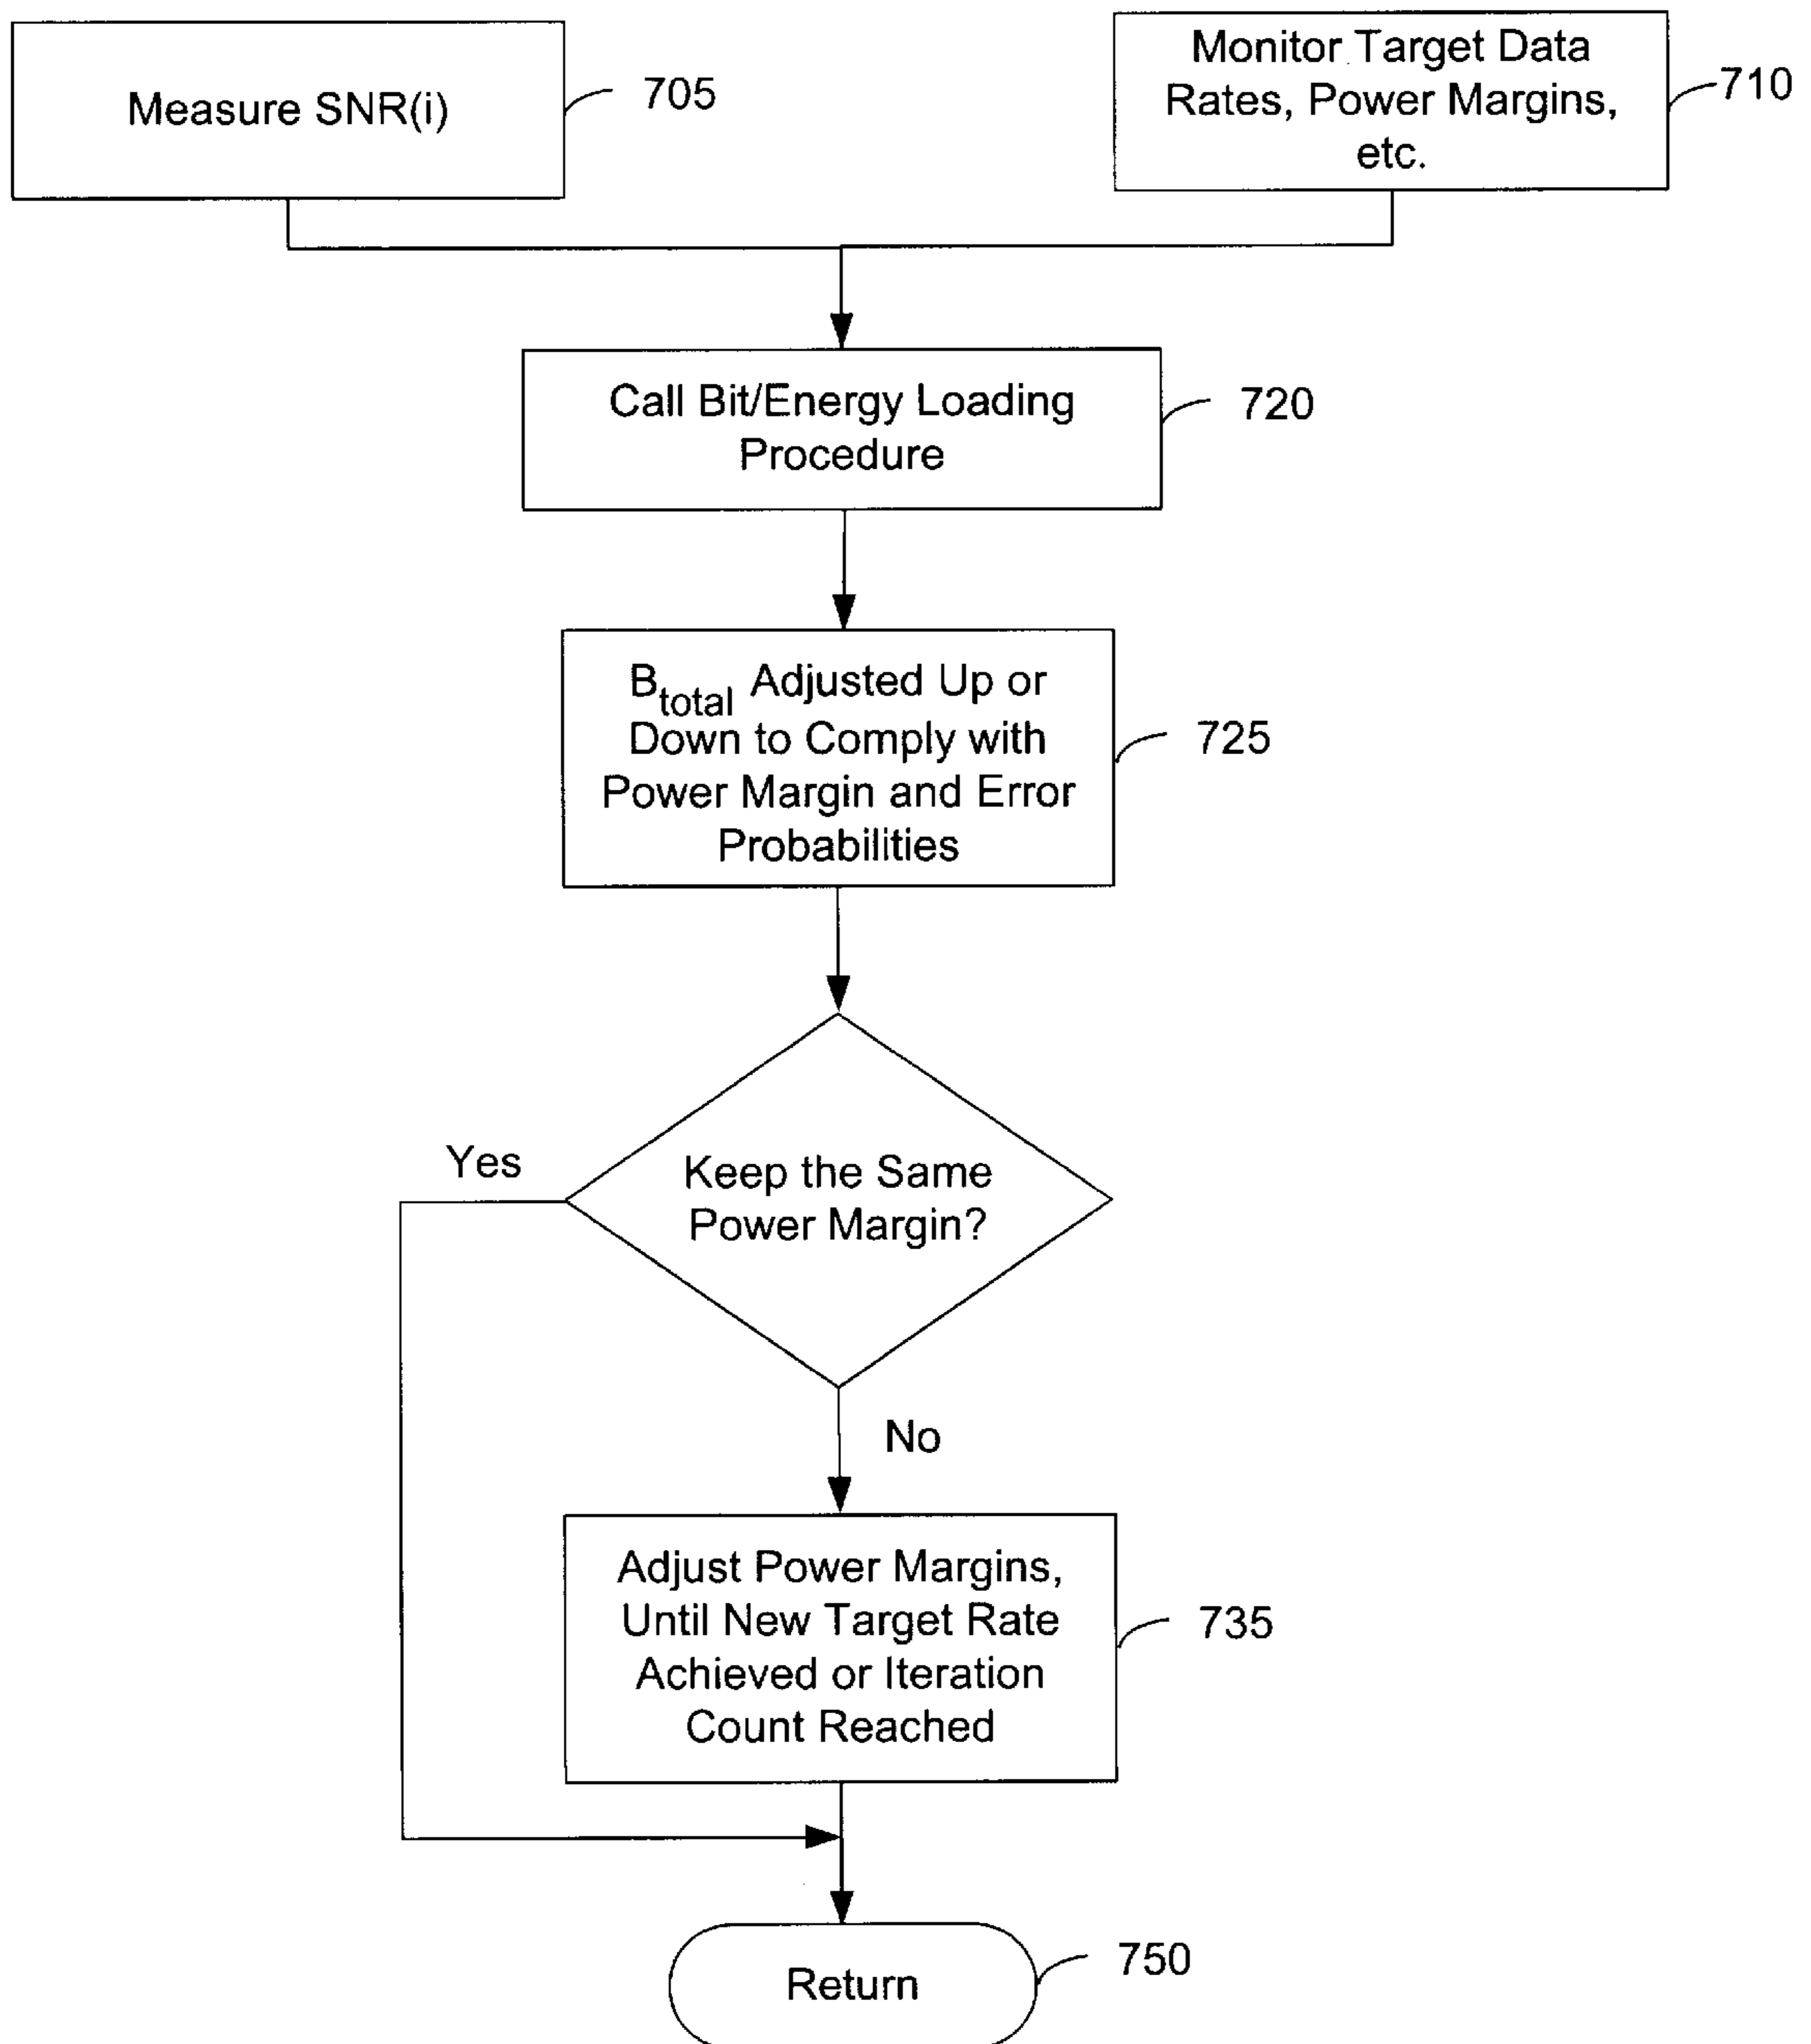 Measure SNR(i)
705
Monitor Target Data
Rates, Power Margins,
etc.
710
Call Bit/Energy Loading
Procedure
720
B_total Adjusted Up or
Down to Comply with
Power Margin and Error
Probabilities
725
Yes
Keep the Same
Power Margin?
No
Adjust Power Margins,
Until New Target Rate
Achieved or Iteration
Count Reached
735
Return
750